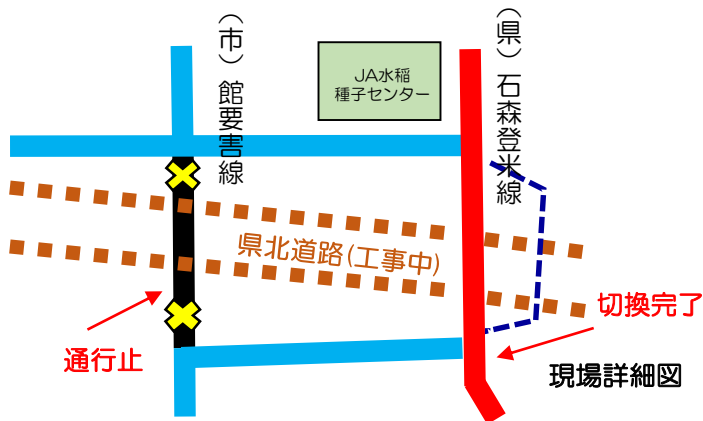 （市）館要害線
（県）石森登米線
JA水稲
種子センター
県北道路(工事中)
切換完了
通行止
現場詳細図